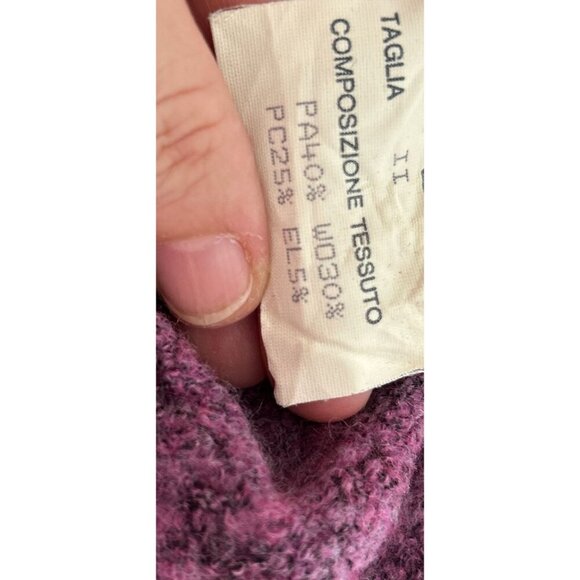 TAGLIA II
COMPOSIZIONE TESSUTO
PA40% WO30%
PC25% EL5%